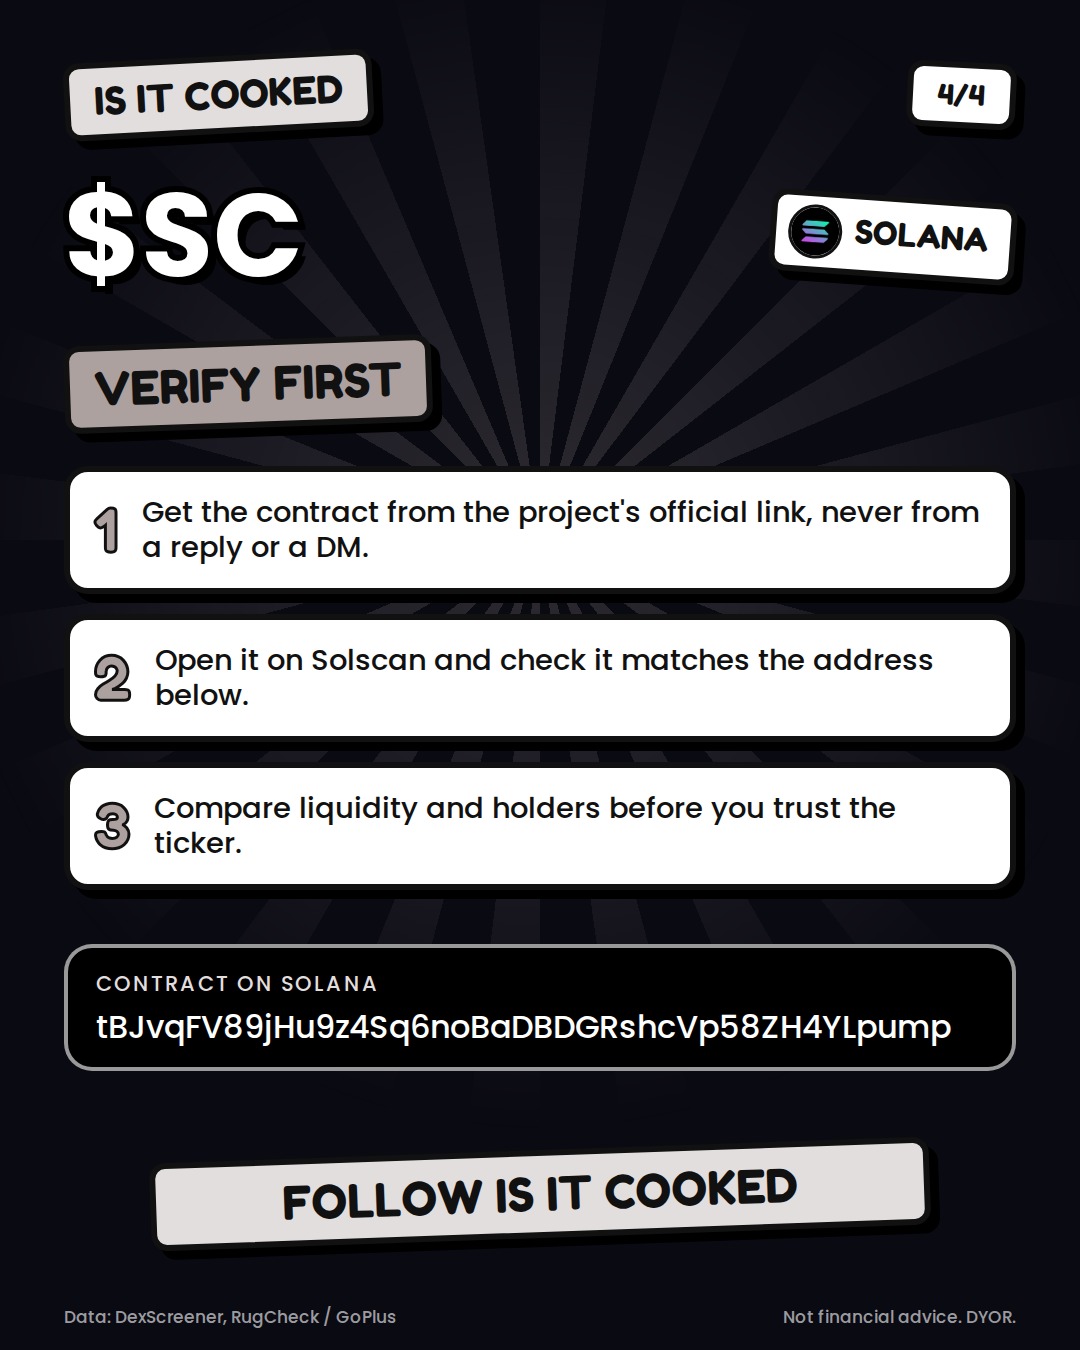 IS IT COOKED
4/4
$SC
SOLANA
VERIFY FIRST
1 Get the contract from the project's official link, never from
a reply or a DM.
2 Open it on Solscan and check it matches the address
below.
3 Compare liquidity and holders before you trust the
ticker.
CONTRACT ON SOLANA
tBJvqFV89jHu9z4Sq6noBaDBDGRshcVp58ZH4YLpump
FOLLOW IS IT COOKED
Data: DexScreener, RugCheck / GoPlus
Not financial advice. DYOR.